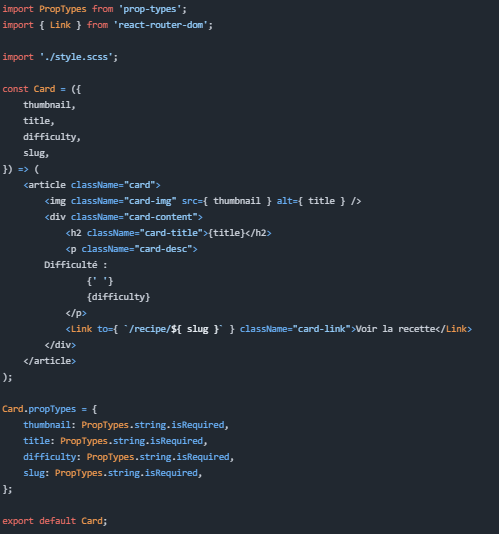 import PropTypes from 'prop-types';
import { Link } from 'react-router-dom';

import './style.scss';

const Card = ({
    thumbnail,
    title,
    difficulty,
    slug,
}) => (
    <article className="card">
        <img className="card-img" src={ thumbnail } alt={ title } />
        <div className="card-content">
            <h2 className="card-title">{title}</h2>
            <p className="card-desc">
        Difficulté :
                {' '}
                {difficulty}
            </p>
            <Link to={ `/recipe/${ slug }` } className="card-link">Voir la recette</Link>
        </div>
    </article>
);

Card.propTypes = {
    thumbnail: PropTypes.string.isRequired,
    title: PropTypes.string.isRequired,
    difficulty: PropTypes.string.isRequired,
    slug: PropTypes.string.isRequired,
};

export default Card;